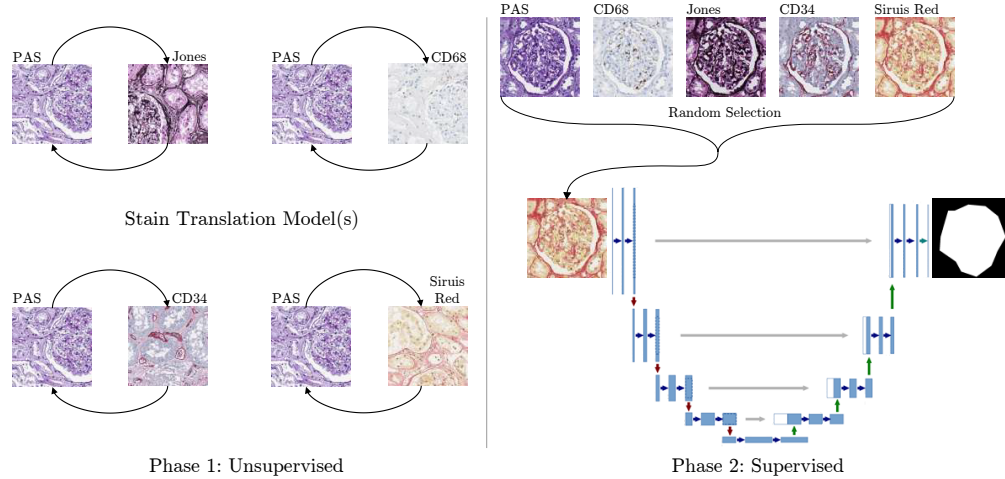 PAS
Jones
PAS
CD68
Stain Translation Model(s)
PAS
CD34
PAS
Siruis
Red
Phase 1: Unsupervised
PAS
CD68
Jones
CD34
Siruis Red
Random Selection
Phase 2: Supervised